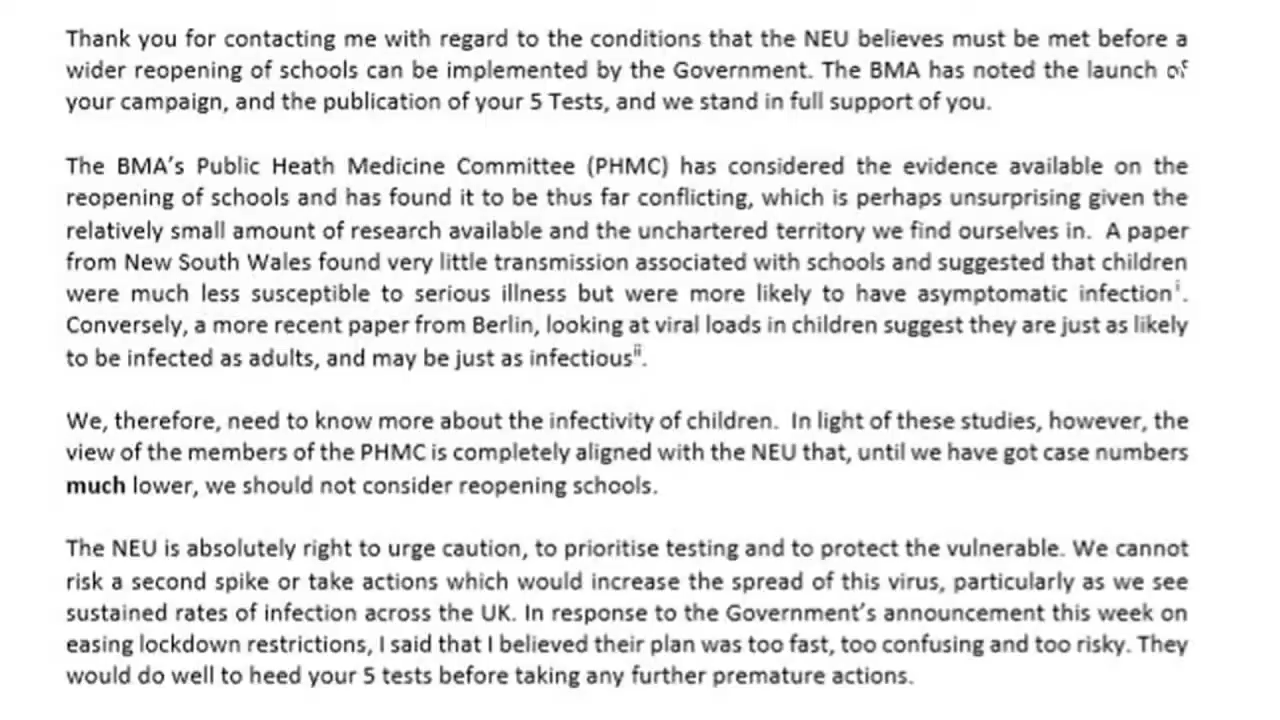 Thank you for contacting me with regard to the conditions that the NEU believes must be met before a
wider reopening of schools can be implemented by the Government. The BMA has noted the launch of
your campaign, and the publication of your 5 Tests, and we stand in full support of you.
The BMA's Public Heath Medicine Committee (PHMC) has considered the evidence available on the
reopening of schools and has found it to be thus far conflicting, which is perhaps unsurprising given the
relatively small amount of research available and the unchartered territory we find ourselves in. A paper
from New South Wales found very little transmission associated with schools and suggested that children
were much less susceptible to serious illness but were more likely to have asymptomatic infectionⁱ.
Conversely, a more recent paper from Berlin, looking at viral loads in children suggest they are just as likely
to be infected as adults, and may be just as infectiousⁱⁱ.
We, therefore, need to know more about the infectivity of children. In light of these studies, however, the
view of the members of the PHMC is completely aligned with the NEU that, until we have got case numbers
much lower, we should not consider reopening schools.
The NEU is absolutely right to urge caution, to prioritise testing and to protect the vulnerable. We cannot
risk a second spike or take actions which would increase the spread of this virus, particularly as we see
sustained rates of infection across the UK. In response to the Government's announcement this week on
easing lockdown restrictions, I said that I believed their plan was too fast, too confusing and too risky. They
would do well to heed your 5 tests before taking any further premature actions.